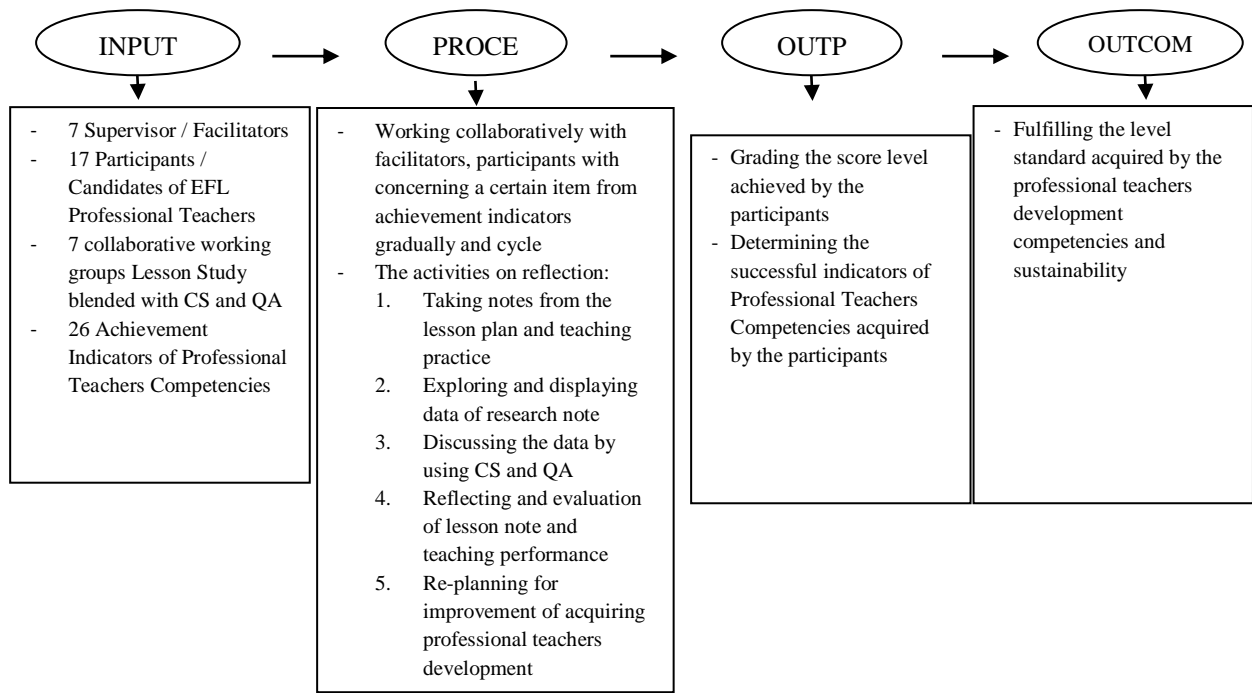 INPUT
PROCE
OUTP
OUTCOM
- 7 Supervisor / Facilitators
- 17 Participants /
Candidates of EFL
Professional Teachers
- 7 collaborative working
groups Lesson Study
blended with CS and QA
- 26 Achievement
Indicators of Professional
Teachers Competencies
- Working collaboratively with
facilitators, participants with
concerning a certain item from
achievement indicators
gradually and cycle
- The activities on reflection:
1. Taking notes from the
lesson plan and teaching
practice
2. Exploring and displaying
data of research note
3. Discussing the data by
using CS and QA
4. Reflecting and evaluation
of lesson note and
teaching performance
5. Re-planning for
improvement of acquiring
professional teachers
development
- Grading the score level
achieved by the
participants
- Determining the
successful indicators of
Professional Teachers
Competencies acquired
by the participants
- Fulfilling the level
standard acquired by the
professional teachers
development
competencies and
sustainability